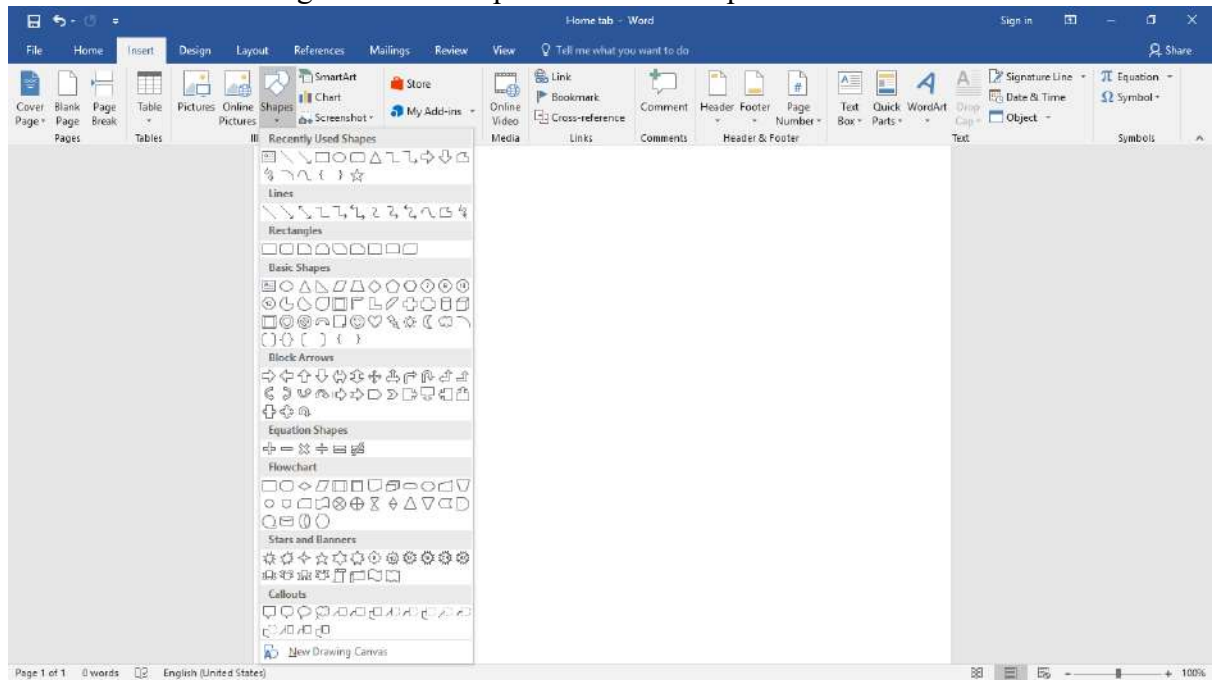 Home tab - Word
Sign in
File Home Insert Design Layout References Mailings Review View Tell me what you want to do Share
Cover Page Blank Page Page Break
Table
Pictures Online Pictures Shapes
SmartArt
Chart
Screenshot
Store
My Add-ins
Online Video
Link
Bookmark
Cross-reference
Comment
Header Footer Page Number
Text Box Quick Parts WordArt Drop Cap
Signature Line
Date & Time
Object
Equation
Symbol
Pages Tables Ill Media Links Comments Header & Footer Text Symbols
Recently Used Shapes
Lines
Rectangles
Basic Shapes
Block Arrows
Equation Shapes
Flowchart
Stars and Banners
Callouts
New Drawing Canvas
Page 1 of 1 0 words English (United States) 100%